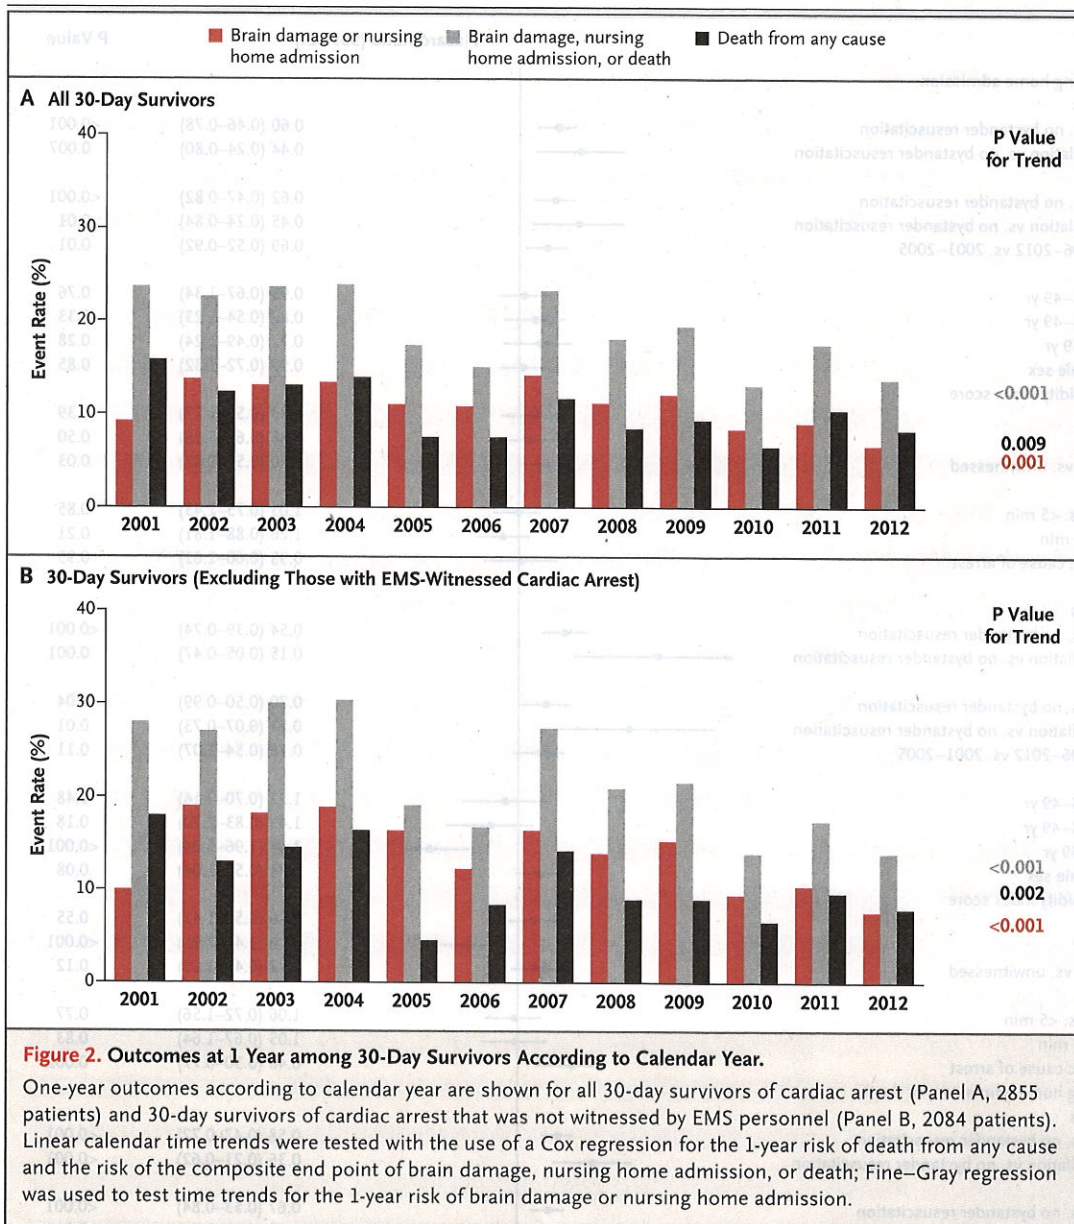 Brain damage or nursing
home admission
Brain damage, nursing
home admission, or death
Death from any cause
A All 30-Day Survivors
40
30
20
10
0
Event Rate (%)
P Value
for Trend
<0.001
0.009
0.001
2001 2002 2003 2004 2005 2006 2007 2008 2009 2010 2011 2012
B 30-Day Survivors (Excluding Those with EMS-Witnessed Cardiac Arrest)
40
30
20
10
0
Event Rate (%)
P Value
for Trend
<0.001
0.002
<0.001
2001 2002 2003 2004 2005 2006 2007 2008 2009 2010 2011 2012
Figure 2. Outcomes at 1 Year among 30-Day Survivors According to Calendar Year.
One-year outcomes according to calendar year are shown for all 30-day survivors of cardiac arrest (Panel A, 2855
patients) and 30-day survivors of cardiac arrest that was not witnessed by EMS personnel (Panel B, 2084 patients).
Linear calendar time trends were tested with the use of a Cox regression for the 1-year risk of death from any cause
and the risk of the composite end point of brain damage, nursing home admission, or death; Fine–Gray regression
was used to test time trends for the 1-year risk of brain damage or nursing home admission.